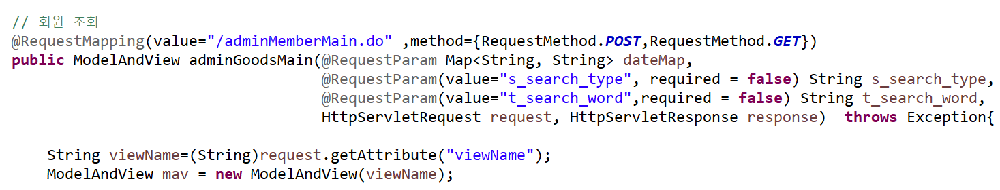 // 회원 조회
@RequestMapping(value="/adminMemberMain.do" ,method={RequestMethod.POST,RequestMethod.GET})
public ModelAndView adminGoodsMain(@RequestParam Map<String, String> dateMap,
@RequestParam(value="s_search_type", required = false) String s_search_type,
@RequestParam(value="t_search_word",required = false) String t_search_word,
HttpServletRequest request, HttpServletResponse response)  throws Exception{
String viewName=(String)request.getAttribute("viewName");
ModelAndView mav = new ModelAndView(viewName);